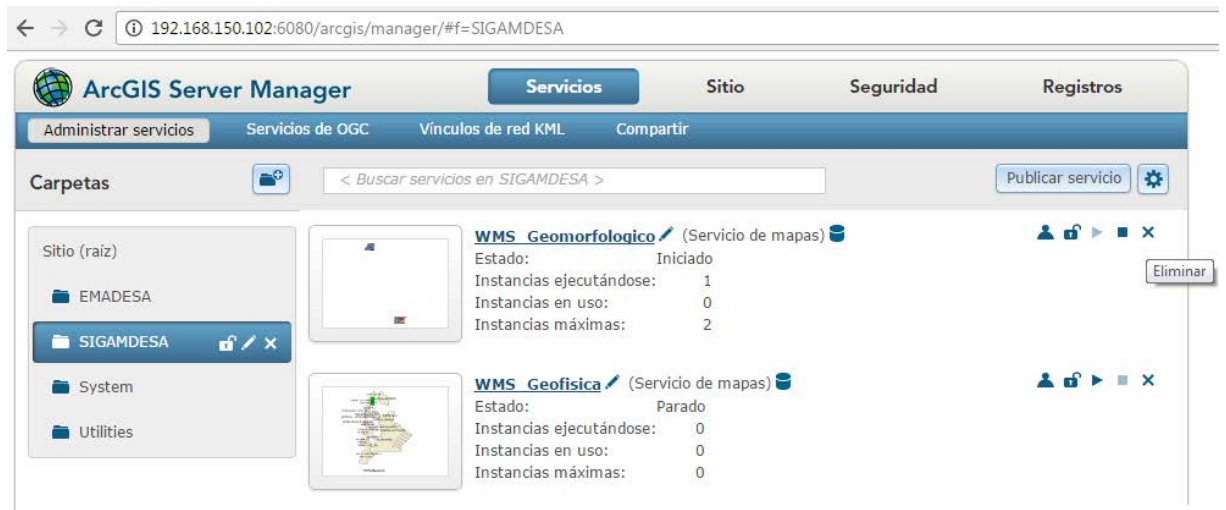 192.168.150.102:6080/arcgis/manager/#f=SIGAMDESA
ArcGIS Server Manager
Servicios
Sitio
Seguridad
Registros
Administrar servicios
Servicios de OGC
Vínculos de red KML
Compartir
Carpetas
< Buscar servicios en SIGAMDESA >
Publicar servicio
Sitio (raíz)
EMADESA
SIGAMDESA
System
Utilities
WMS_Geomorfologico (Servicio de mapas)
Estado: Iniciado
Instancias ejecutándose: 1
Instancias en uso: 0
Instancias máximas: 2
Eliminar
WMS_Geofisica (Servicio de mapas)
Estado: Parado
Instancias ejecutándose: 0
Instancias en uso: 0
Instancias máximas: 0